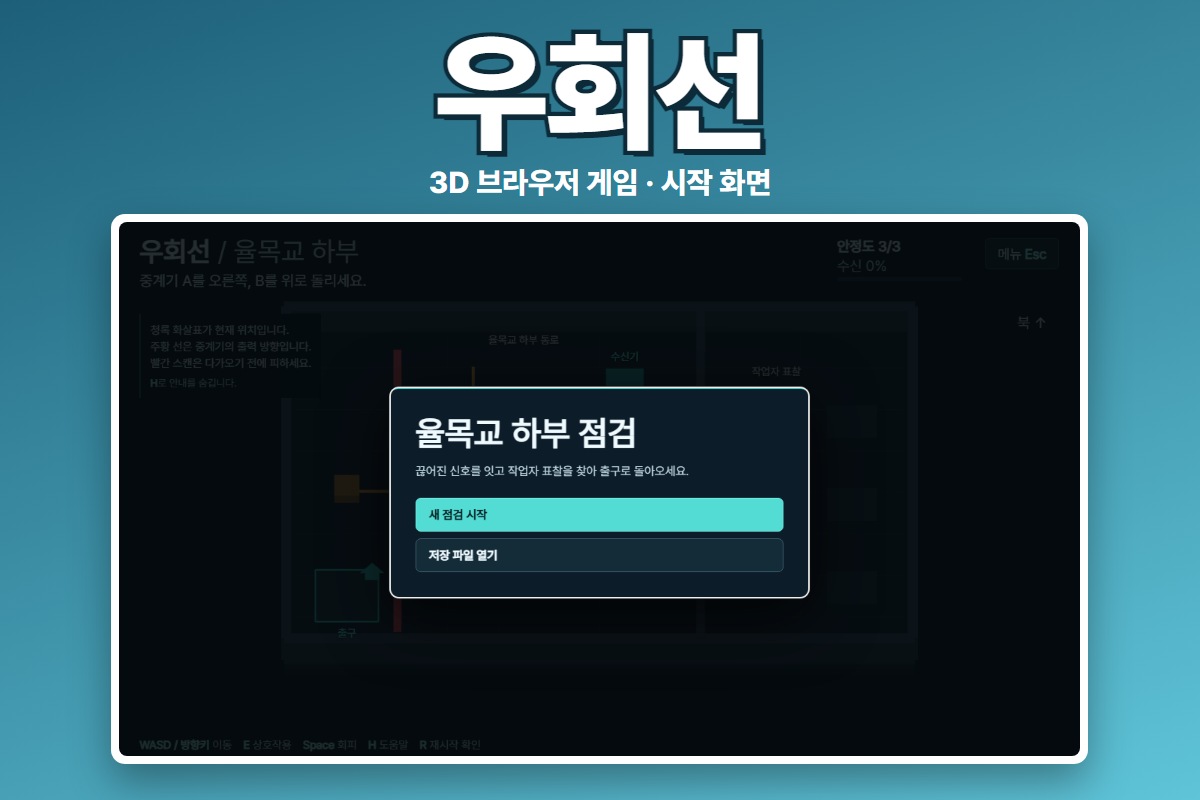 우회선
3D 브라우저 게임 · 시작 화면
우회선 / 율목교 하부
중계기 A를 오른쪽, B를 위로 돌리세요.
안정도 3/3
수신 0%
메뉴 Esc
북 ↑
청록 화살표가 현재 위치입니다.
주황 선은 중계기의 출력 방향입니다.
빨간 스캔은 다가오기 전에 피하세요.
H로 안내를 숨깁니다.
율목교 하부 통로
수신기
작업자 표찰
율목교 하부 점검
끊어진 신호를 잇고 작업자 표찰을 찾아 출구로 돌아오세요.
새 점검 시작
저장 파일 열기
출구
WASD / 방향키 이동 E 상호작용 Space 회피 H 도움말 R 재시작 확인